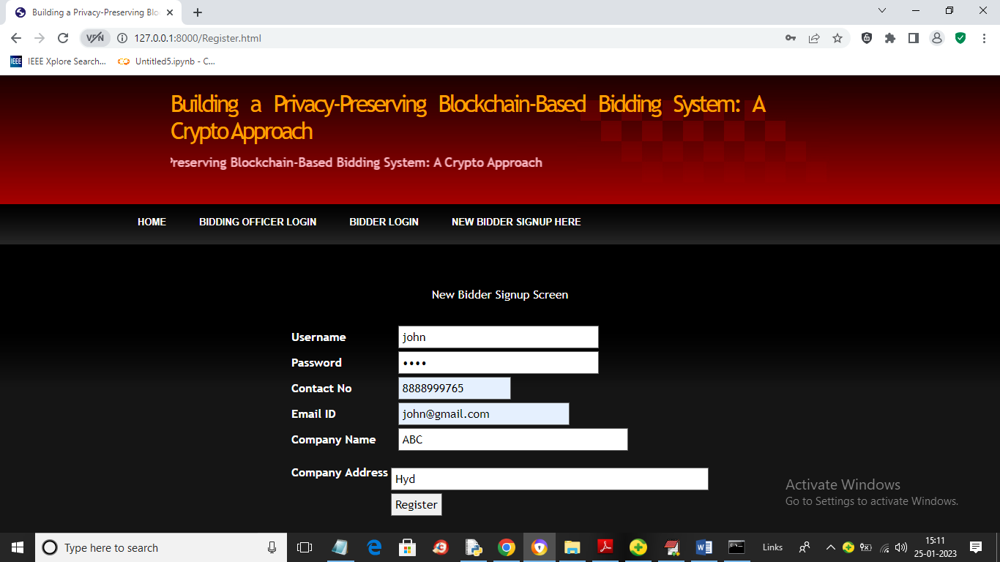 Building a Privacy-Preserving Blo
127.0.0.1:8000/Register.html
IEEE IEEE Xplore Search... Untitled5.ipynb - C...
Building a Privacy-Preserving Blockchain-Based Bidding System: A
Crypto Approach
Preserving Blockchain-Based Bidding System: A Crypto Approach
HOME BIDDING OFFICER LOGIN BIDDER LOGIN NEW BIDDER SIGNUP HERE
New Bidder Signup Screen
Username john
Password ••••
Contact No 8888999765
Email ID john@gmail.com
Company Name ABC
Company Address Hyd
Register
Activate Windows
Go to Settings to activate Windows.
Type here to search
Links
15:11
25-01-2023